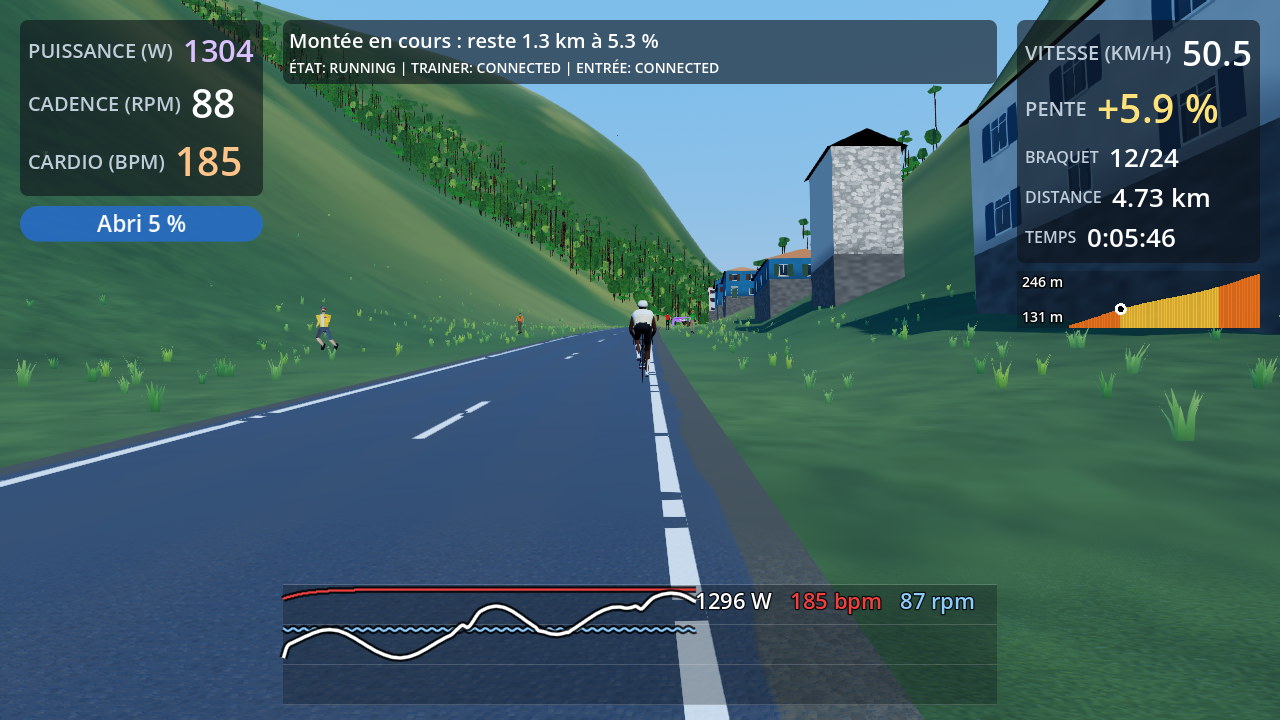 PUISSANCE (W) 1304
CADENCE (RPM) 88
CARDIO (BPM) 185
Abri 5 %
Montée en cours : reste 1.3 km à 5.3 %
ÉTAT: RUNNING | TRAINER: CONNECTED | ENTRÉE: CONNECTED
VITESSE (KM/H) 50.5
PENTE +5.9 %
BRAQUET 12/24
DISTANCE 4.73 km
TEMPS 0:05:46
246 m
131 m
1296 W 185 bpm 87 rpm